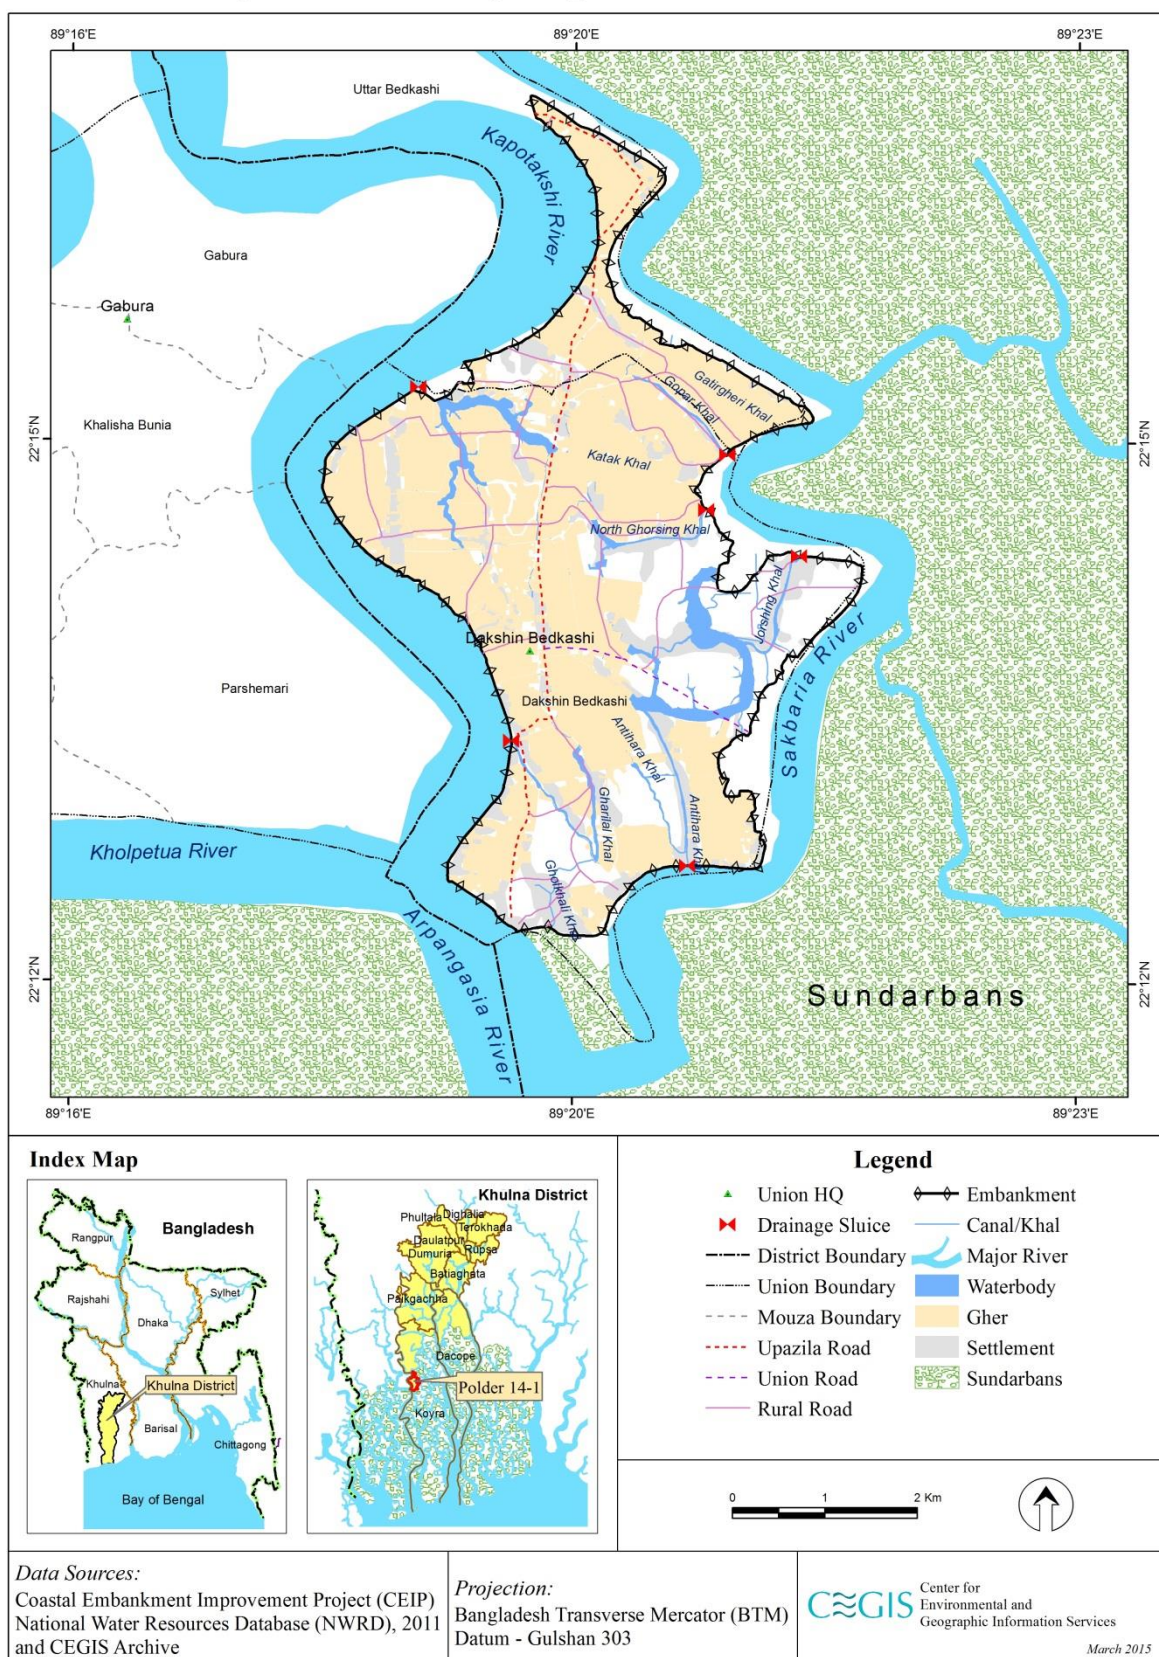 89°16'E
89°20'E
89°23'E
Uttar Bedkashi
Kapotakshi River
Gabura
Gabura
Khalisha Bunia
22°15'N
22°15'N
Gatirgheri Khal
Gopar Khal
Katak Khal
North Ghorsing Khal
Jorshing Khal
Dakshin Bedkashi
Parshemari
Dakshin Bedkashi
Sakbaria River
Antihara Khal
Gharilal Khal
Antihara Kh
Kholpetua River
Gholkhali Kha
Arpangasia River
22°12'N
22°12'N
Sundarbans
89°16'E
89°20'E
89°23'E
Index Map
Bangladesh
Rangpur
Rajshahi
Sylhet
Dhaka
Khulna
Khulna District
Barisal
Chittagong
Bay of Bengal
Khulna District
Phultala
Dighalia
Terokhada
Daulatpur
Dumuria
Rupsa
Batiaghata
Paikgachha
Dacope
Polder 14-1
Koyra
Legend
Union HQ
Drainage Sluice
District Boundary
Union Boundary
Mouza Boundary
Upazila Road
Union Road
Rural Road
Embankment
Canal/Khal
Major River
Waterbody
Gher
Settlement
Sundarbans
0 1 2 Km
Data Sources:
Coastal Embankment Improvement Project (CEIP)
National Water Resources Database (NWRD), 2011
and CEGIS Archive
Projection:
Bangladesh Transverse Mercator (BTM)
Datum - Gulshan 303
CEGIS
Center for
Environmental and
Geographic Information Services
March 2015